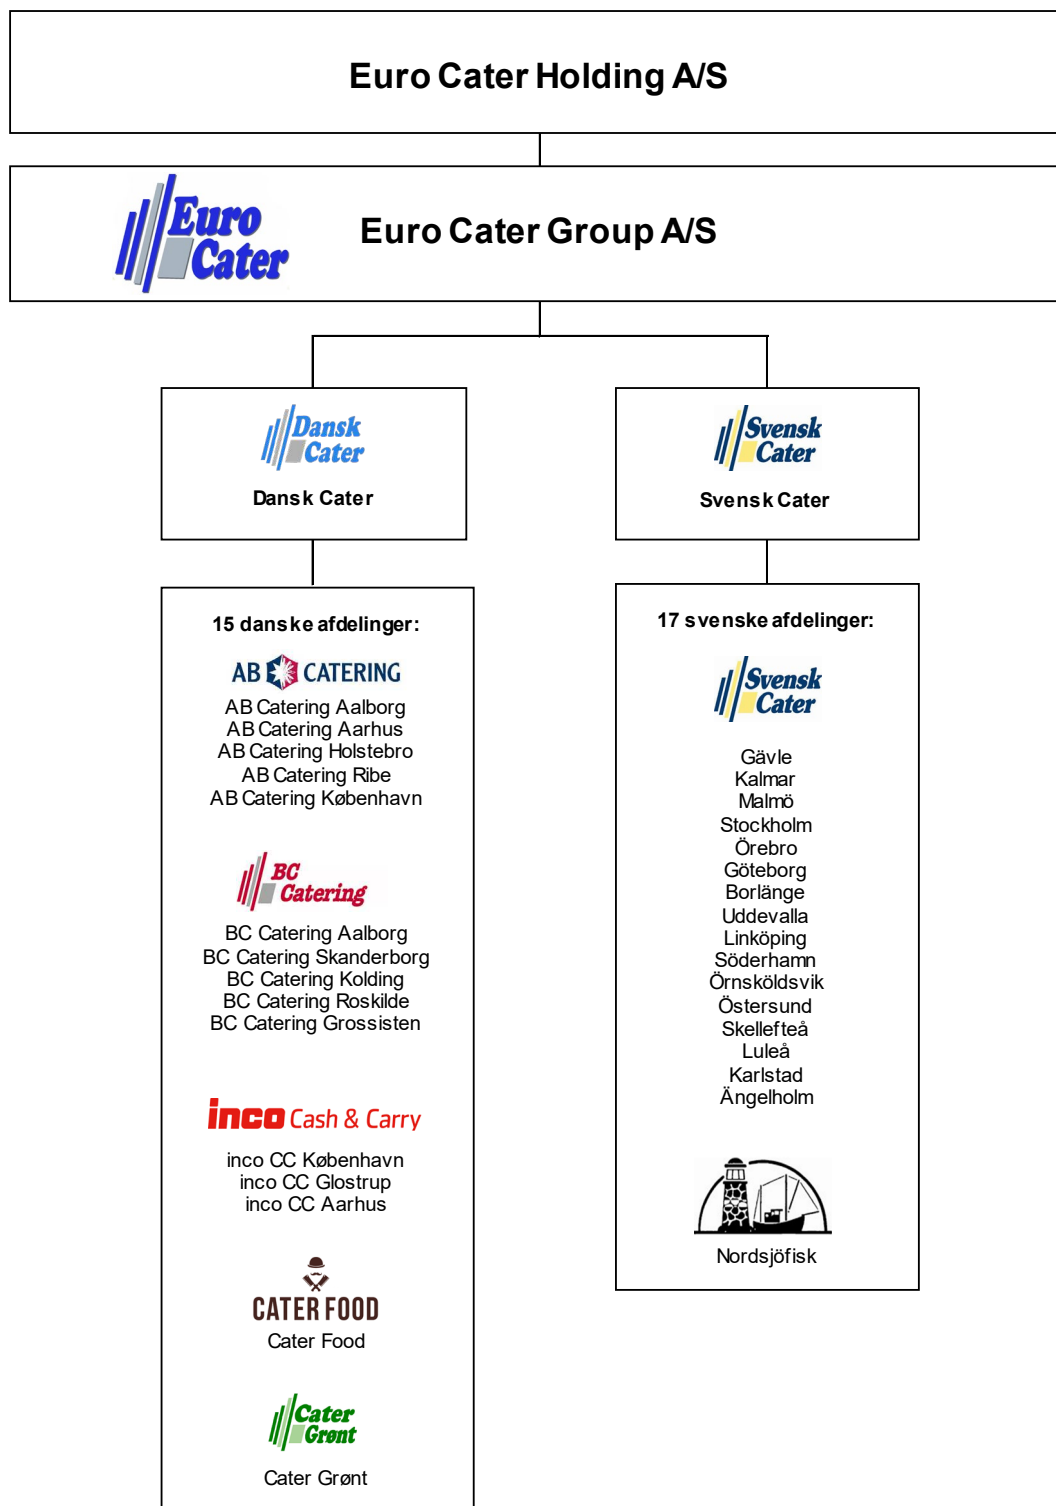 Euro Cater Holding A/S
Euro
Cater
Euro Cater Group A/S
Dansk
Cater
Dansk Cater
Svensk
Cater
Svensk Cater
15 danske afdelinger:
AB CATERING
AB Catering Aalborg
AB Catering Aarhus
AB Catering Holstebro
AB Catering Ribe
AB Catering København
BC
Catering
BC Catering Aalborg
BC Catering Skanderborg
BC Catering Kolding
BC Catering Roskilde
BC Catering Grossisten
inco Cash & Carry
inco CC København
inco CC Glostrup
inco CC Aarhus
CATER FOOD
Cater Food
Cater
Grønt
Cater Grønt
17 svenske afdelinger:
Svensk
Cater
Gävle
Kalmar
Malmö
Stockholm
Örebro
Göteborg
Borlänge
Uddevalla
Linköping
Söderhamn
Örnsköldsvik
Östersund
Skellefteå
Luleå
Karlstad
Ängelholm
Nordsjöfisk